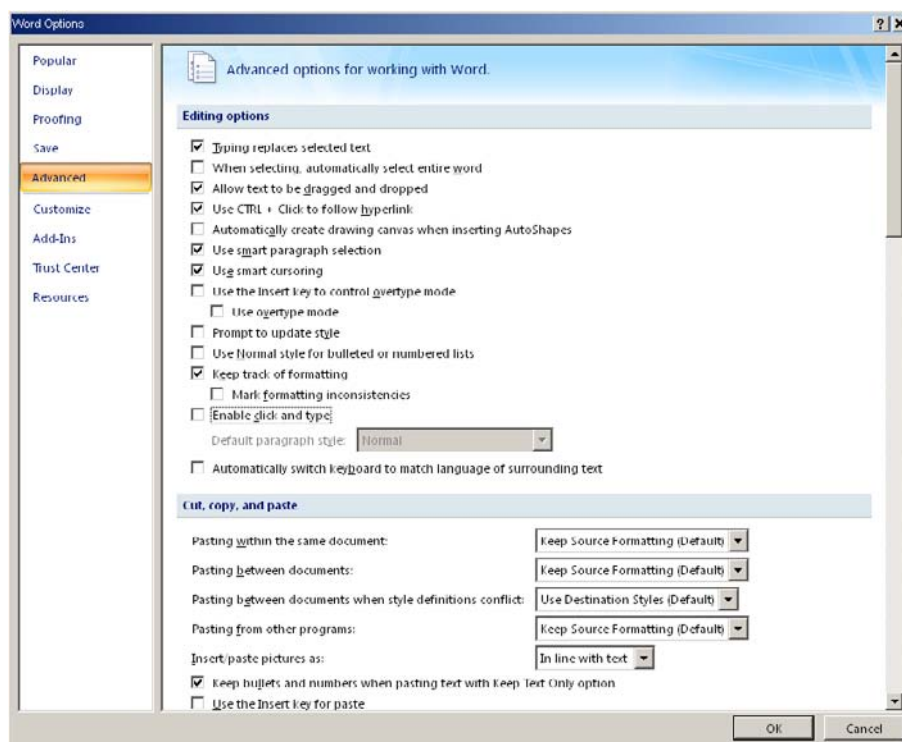 Word Options
Popular
Display
Proofing
Save
Advanced
Customize
Add-Ins
Trust Center
Resources
Advanced options for working with Word.
Editing options
Typing replaces selected text
When selecting, automatically select entire word
Allow text to be dragged and dropped
Use CTRL + Click to follow hyperlink
Automatically create drawing canvas when inserting AutoShapes
Use smart paragraph selection
Use smart cursoring
Use the Insert key to control overtype mode
Use overtype mode
Prompt to update style
Use Normal style for bulleted or numbered lists
Keep track of formatting
Mark formatting inconsistencies
Enable click and type
Default paragraph style: Normal
Automatically switch keyboard to match language of surrounding text
Cut, copy, and paste
Pasting within the same document: Keep Source Formatting (Default)
Pasting between documents: Keep Source Formatting (Default)
Pasting between documents when style definitions conflict: Use Destination Styles (Default)
Pasting from other programs: Keep Source Formatting (Default)
Insert/paste pictures as: In line with text
Keep bullets and numbers when pasting text with Keep Text Only option
Use the Insert key for paste
OK Cancel